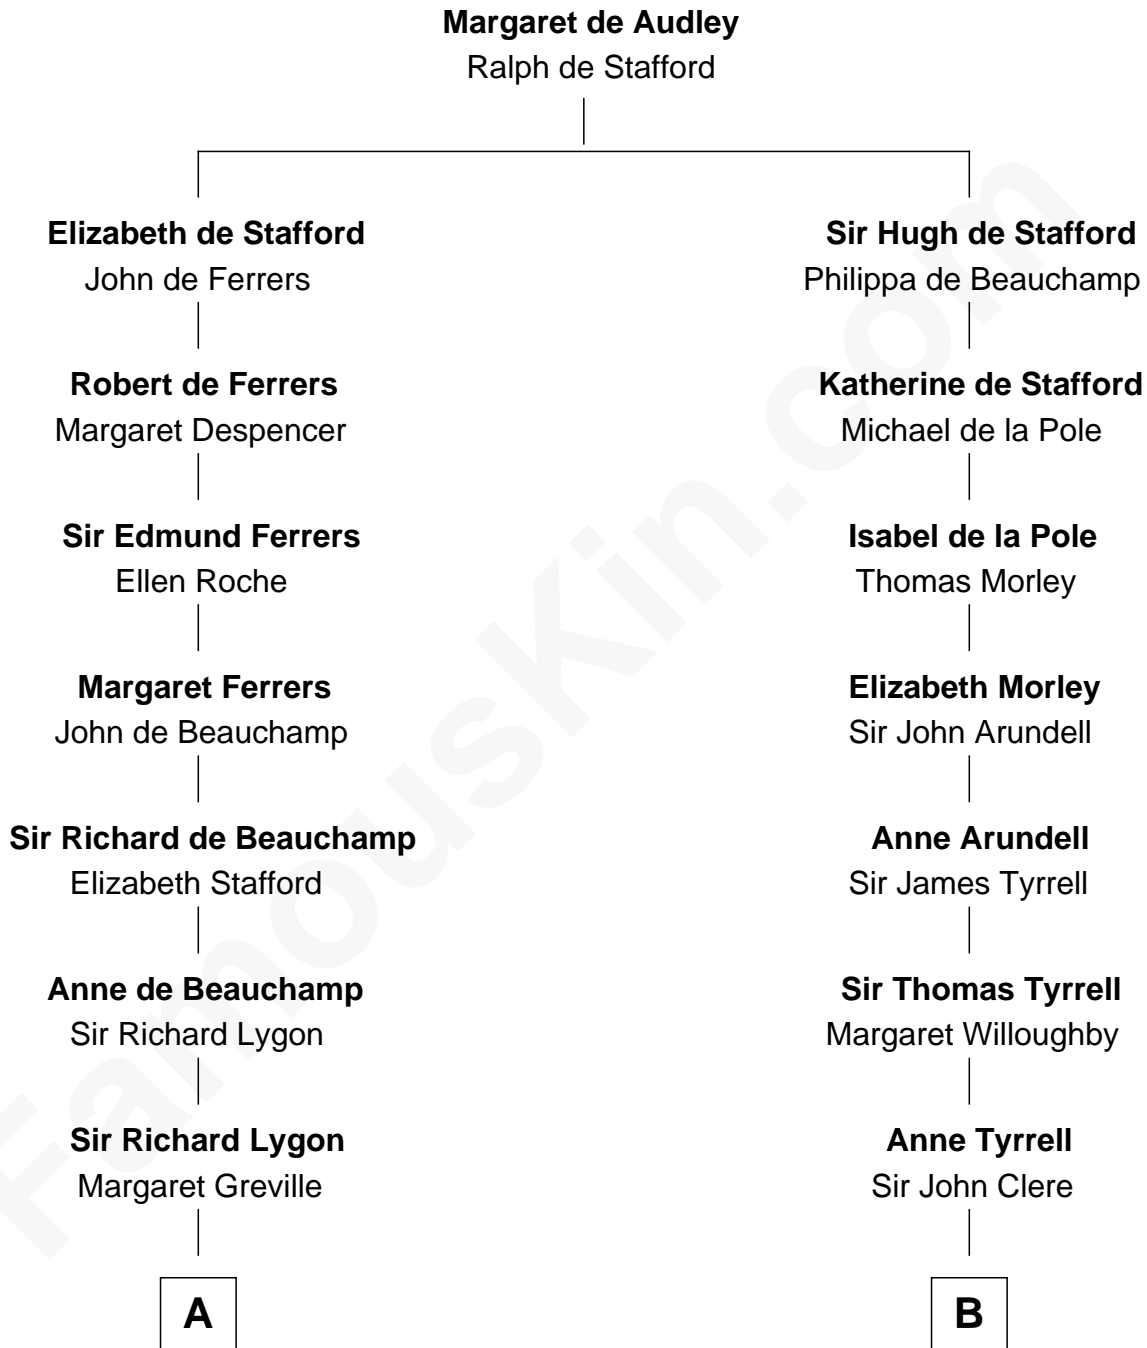 Margaret de Audley
Ralph de Stafford
Elizabeth de Stafford
John de Ferrers
Sir Hugh de Stafford
Philippa de Beauchamp
Robert de Ferrers
Margaret Despencer
Katherine de Stafford
Michael de la Pole
Sir Edmund Ferrers
Ellen Roche
Isabel de la Pole
Thomas Morley
Margaret Ferrers
John de Beauchamp
Elizabeth Morley
Sir John Arundell
Sir Richard de Beauchamp
Elizabeth Stafford
Anne Arundell
Sir James Tyrrell
Anne de Beauchamp
Sir Richard Lygon
Sir Thomas Tyrrell
Margaret Willoughby
Sir Richard Lygon
Margaret Greville
Anne Tyrrell
Sir John Clere
A
B
FamousKin.com